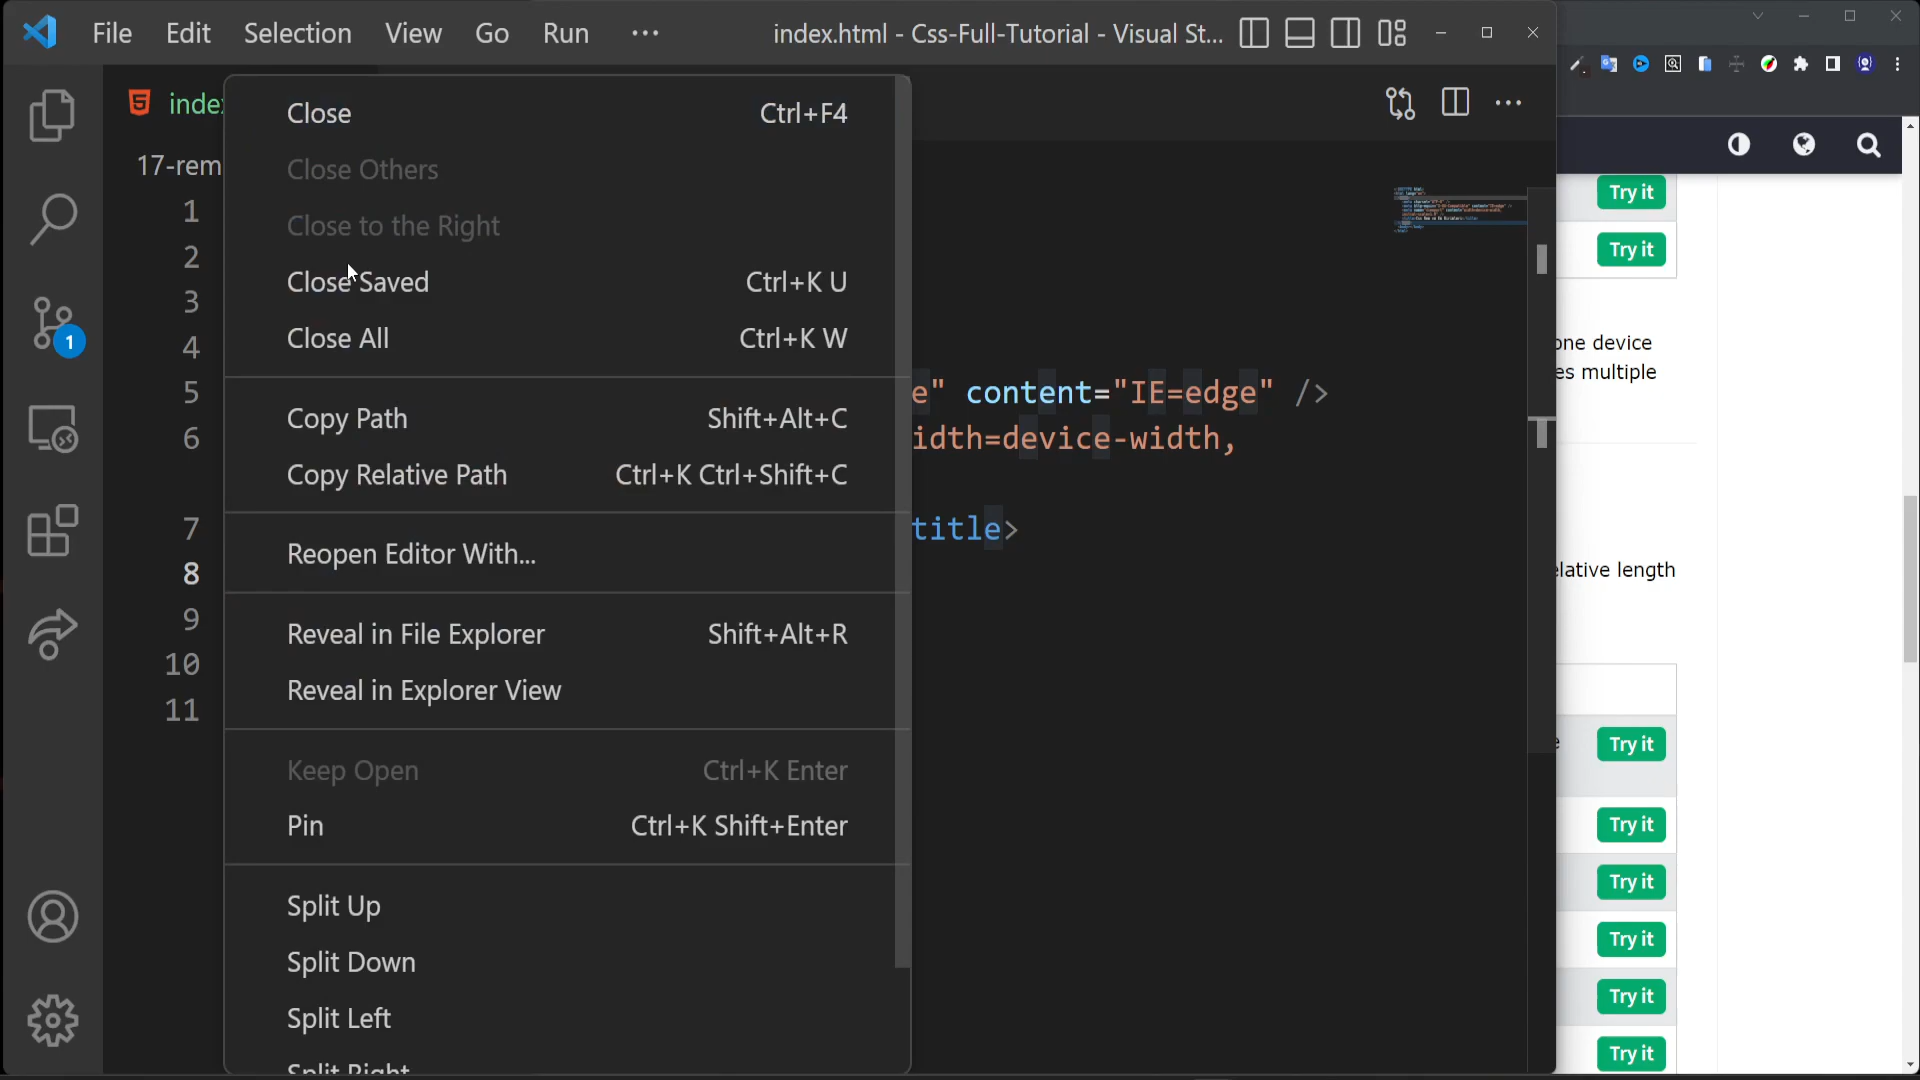 File Edit Selection View Go Run ··· index.html - Css-Full-Tutorial - Visual St...
17-rem
1
2
3
4
5
6
7
8
9
10
11
1
Close Ctrl+F4
Close Others
Close to the Right
Close Saved Ctrl+K U
Close All Ctrl+K W
Copy Path Shift+Alt+C
Copy Relative Path Ctrl+K Ctrl+Shift+C
Reopen Editor With...
Reveal in File Explorer Shift+Alt+R
Reveal in Explorer View
Keep Open Ctrl+K Enter
Pin Ctrl+K Shift+Enter
Split Up
Split Down
Split Left
Split Right
e" content="IE=edge" />
idth=device-width,
title>
Try it
Try it
one device
es multiple
elative length
Try it
Try it
Try it
Try it
Try it
Try it